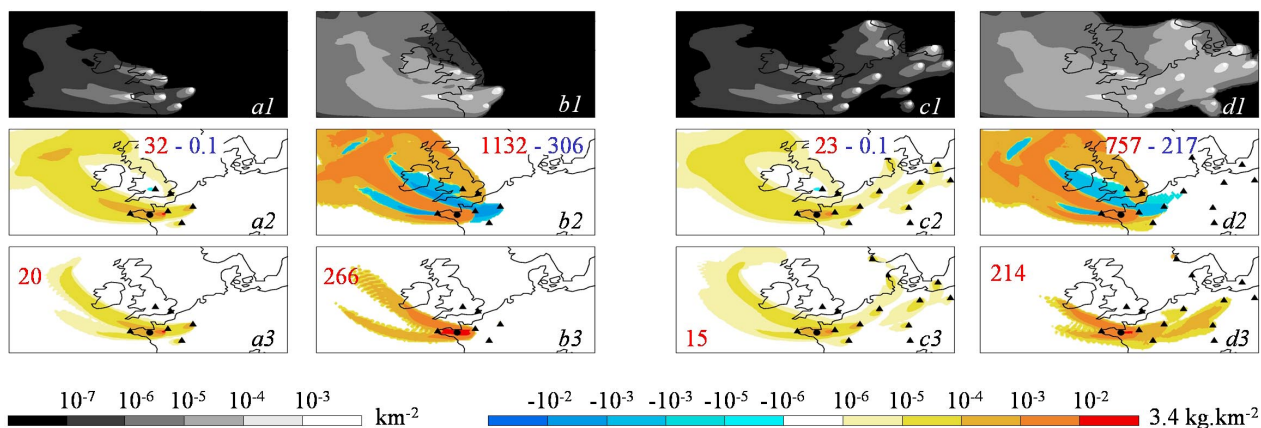 a1
b1
c1
d1
32 - 0.1
1132 - 306
23 - 0.1
757 - 217
a2
b2
c2
d2
20
266
15
214
a3
b3
c3
d3
10-7 10-6 10-5 10-4 10-3 km-2
-10-2 -10-3 -10-5 -10-6 10-6 10-5 10-4 10-3 10-2 3.4 kg.km-2